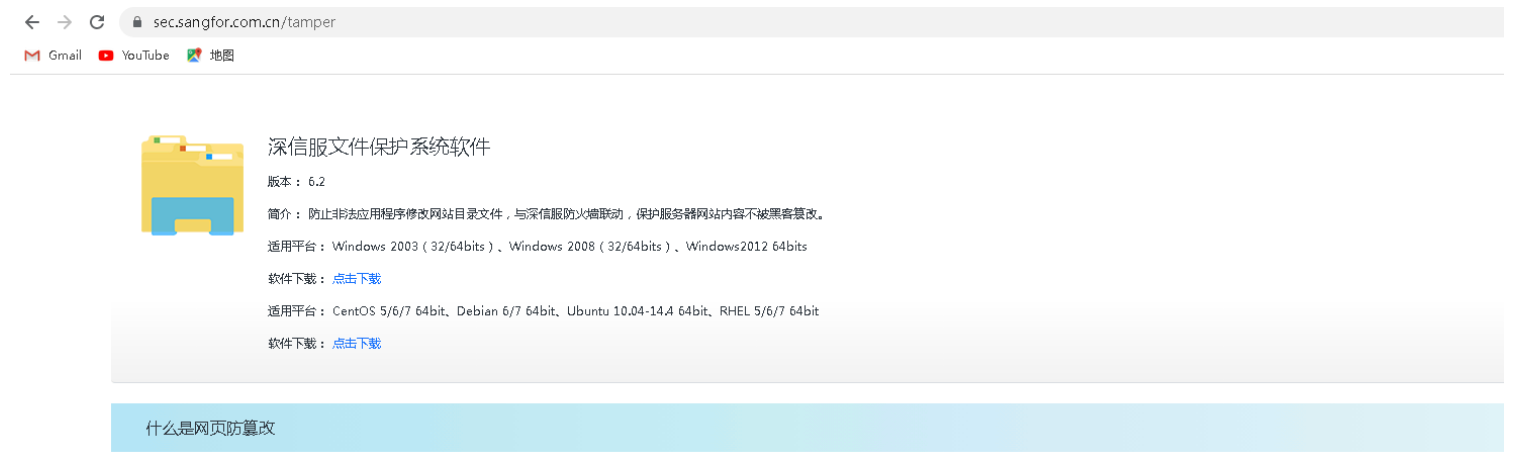 sec.sangfor.com.cn/tamper
Gmail YouTube 地图
深信服文件保护系统软件
版本： 6.2
简介： 防止非法应用程序修改网站目录文件，与深信服防火墙联动，保护服务器网站内容不被黑客篡改。
适用平台： Windows 2003（32/64bits）、Windows 2008（32/64bits）、Windows2012 64bits
软件下载： 点击下载
适用平台： CentOS 5/6/7 64bit、Debian 6/7 64bit、Ubuntu 10.04-14.4 64bit、RHEL 5/6/7 64bit
软件下载： 点击下载
什么是网页防篡改